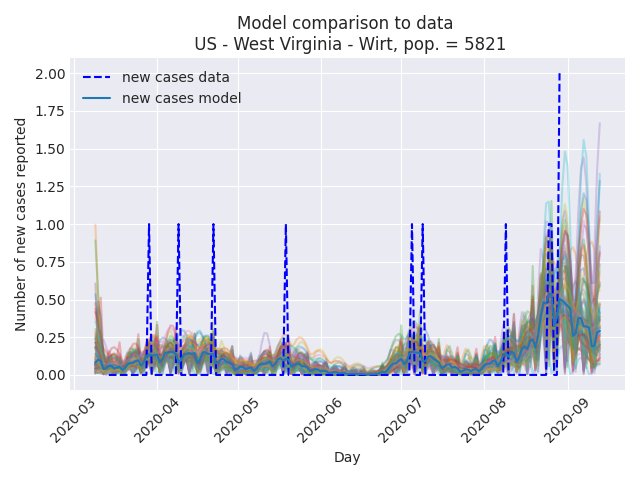 Model comparison to data
US - West Virginia - Wirt, pop. = 5821
new cases data
new cases model
Number of new cases reported
2.00
1.75
1.50
1.25
1.00
0.75
0.50
0.25
0.00
2020-03
2020-04
2020-05
2020-06
2020-07
2020-08
2020-09
Day